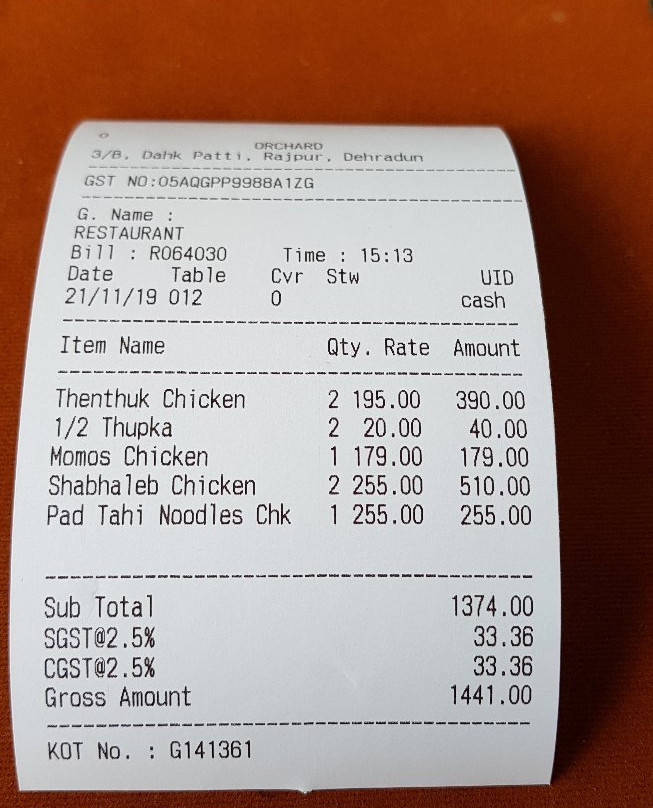 ORCHARD
3/B, Dahk Patti, Rajpur, Dehradun
GST NO:05AQGPP9988A1ZG
G. Name :
RESTAURANT
Bill : R064030 Time : 15:13
Date Table Cvr Stw UID
21/11/19 012 0 cash
Item Name Qty. Rate Amount
Thenthuk Chicken 2 195.00 390.00
1/2 Thupka 2 20.00 40.00
Momos Chicken 1 179.00 179.00
Shabhaleb Chicken 2 255.00 510.00
Pad Tahi Noodles Chk 1 255.00 255.00
Sub Total 1374.00
SGST@2.5% 33.36
CGST@2.5% 33.36
Gross Amount 1441.00
KOT No. : G141361